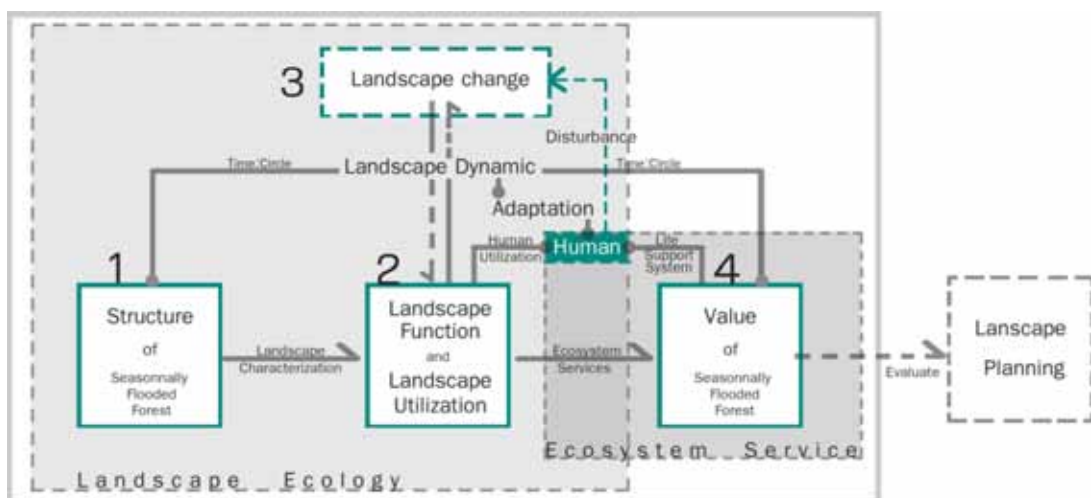 3
Landscape change
Disturbance
Time/Circle
Landscape Dynamic
Time/Circle
Adaptation
Human
Utilization
Human
Life
Support
System
1
2
4
Structure
of
Seasonnally
Flooded
Forest
Landscape
Characterization
Landscape
Function
and
Landscape
Utilization
Ecosystem
Services
Value
of
Seasonnally
Flooded
Forest
Evaluate
Lanscape
Planning
Ecosystem Service
Landscape Ecology